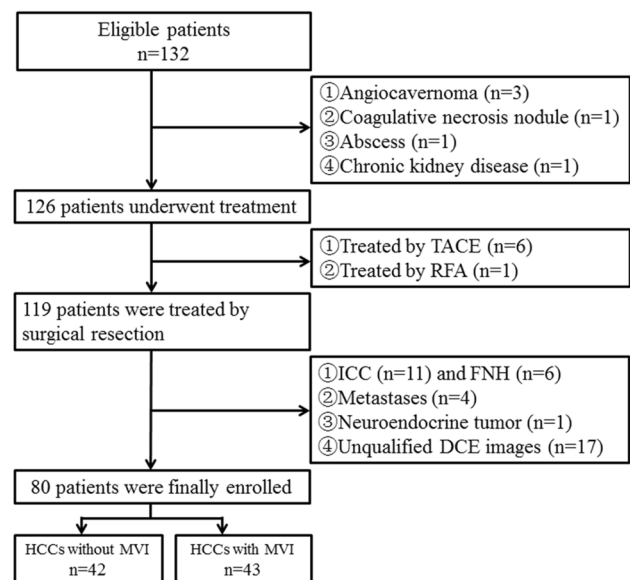 Eligible patients
n=132
①Angiocavernoma (n=3)
②Coagulative necrosis nodule (n=1)
③Abscess (n=1)
④Chronic kidney disease (n=1)
126 patients underwent treatment
①Treated by TACE (n=6)
②Treated by RFA (n=1)
119 patients were treated by
surgical resection
①ICC (n=11) and FNH (n=6)
②Metastases (n=4)
③Neuroendocrine tumor (n=1)
④Unqualified DCE images (n=17)
80 patients were finally enrolled
HCCs without MVI
n=42
HCCs with MVI
n=43